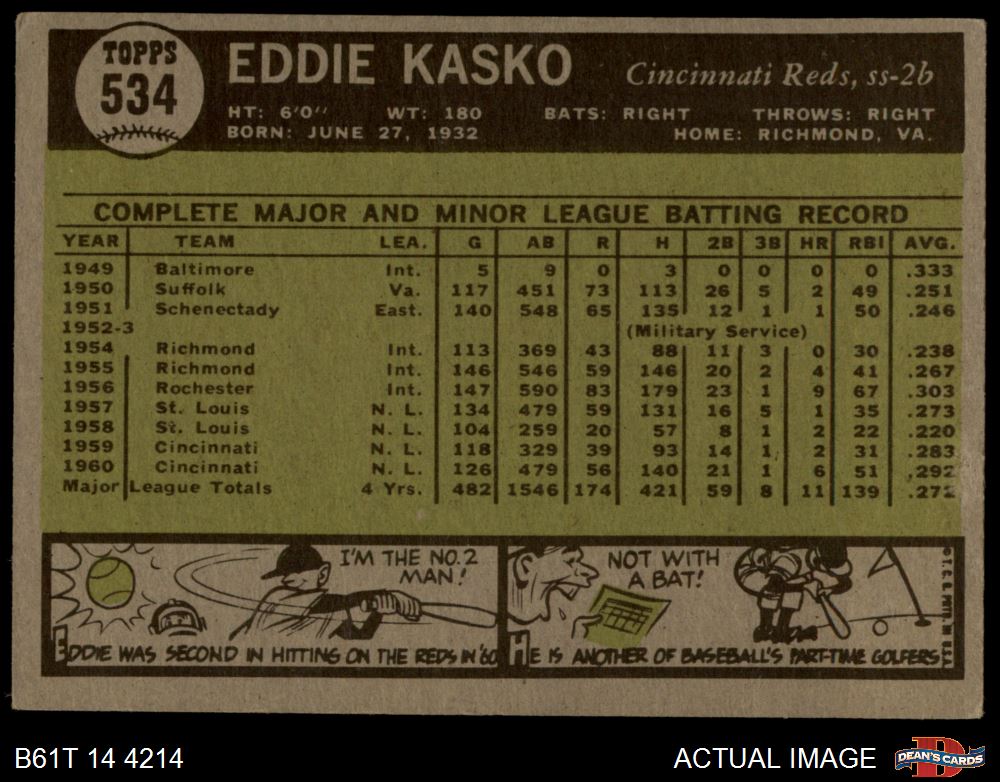 TOPPS
534
EDDIE KASKO
Cincinnati Reds, ss-2b
HT: 6'0'' WT: 180 BATS: RIGHT THROWS: RIGHT
BORN: JUNE 27, 1932 HOME: RICHMOND, VA.
COMPLETE MAJOR AND MINOR LEAGUE BATTING RECORD
YEAR TEAM LEA. G AB R H 2B 3B HR RBI AVG.
1949 Baltimore Int. 5 9 0 3 0 0 0 0 .333
1950 Suffolk Va. 117 451 73 113 26 5 2 49 .251
1951 Schenectady East. 140 548 65 135 12 1 1 50 .246
1952-3 (Military Service)
1954 Richmond Int. 113 369 43 88 11 3 0 30 .238
1955 Richmond Int. 146 546 59 146 20 2 4 41 .267
1956 Rochester Int. 147 590 83 179 23 1 9 67 .303
1957 St. Louis N. L. 134 479 59 131 16 5 1 35 .273
1958 St. Louis N. L. 104 259 20 57 8 1 2 22 .220
1959 Cincinnati N. L. 118 329 39 93 14 1 2 31 .283
1960 Cincinnati N. L. 126 479 56 140 21 1 6 51 .292
Major League Totals 4 Yrs. 482 1546 174 421 59 8 11 139 .272
I'M THE NO.2
MAN!
EDDIE WAS SECOND IN HITTING ON THE REDS IN '60
NOT WITH
A BAT!
HE IS ANOTHER OF BASEBALL'S PART-TIME GOLFERS
© T. C. G. PRTD. IN U.S.A.
B61T 14 4214
ACTUAL IMAGE
D
DEAN'S CARDS